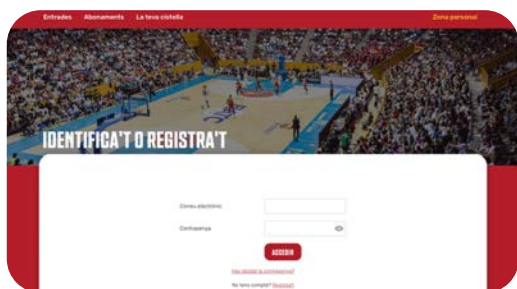 Entrades Abonaments La teva cistella Zona personal
IDENTIFICA'T O REGISTRA'T
Correu electrònic
Contrasenya
ACCEDIR
Has oblidat la contrasenya?
No tens compte? Registra't